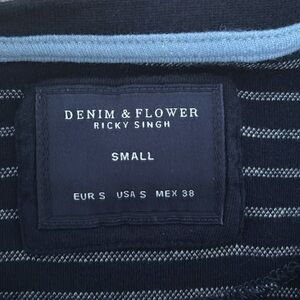 DENIM & FLOWER
RICKY SINGH
SMALL
EUR S USA S MEX 38